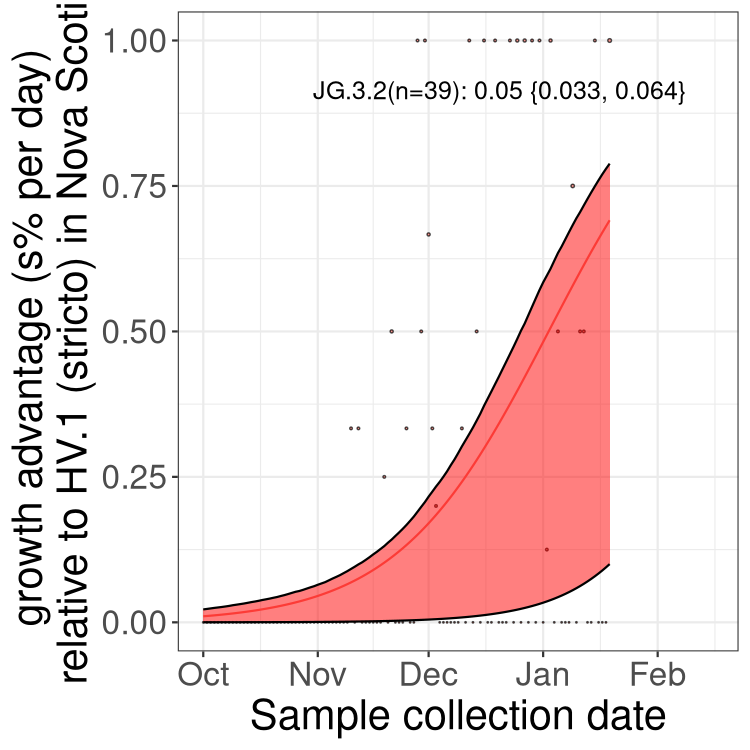 growth advantage (s% per day)
relative to HV.1 (stricto) in Nova Scoti
1.00
0.75
0.50
0.25
0.00
JG.3.2(n=39): 0.05 {0.033, 0.064}
Oct Nov Dec Jan Feb
Sample collection date